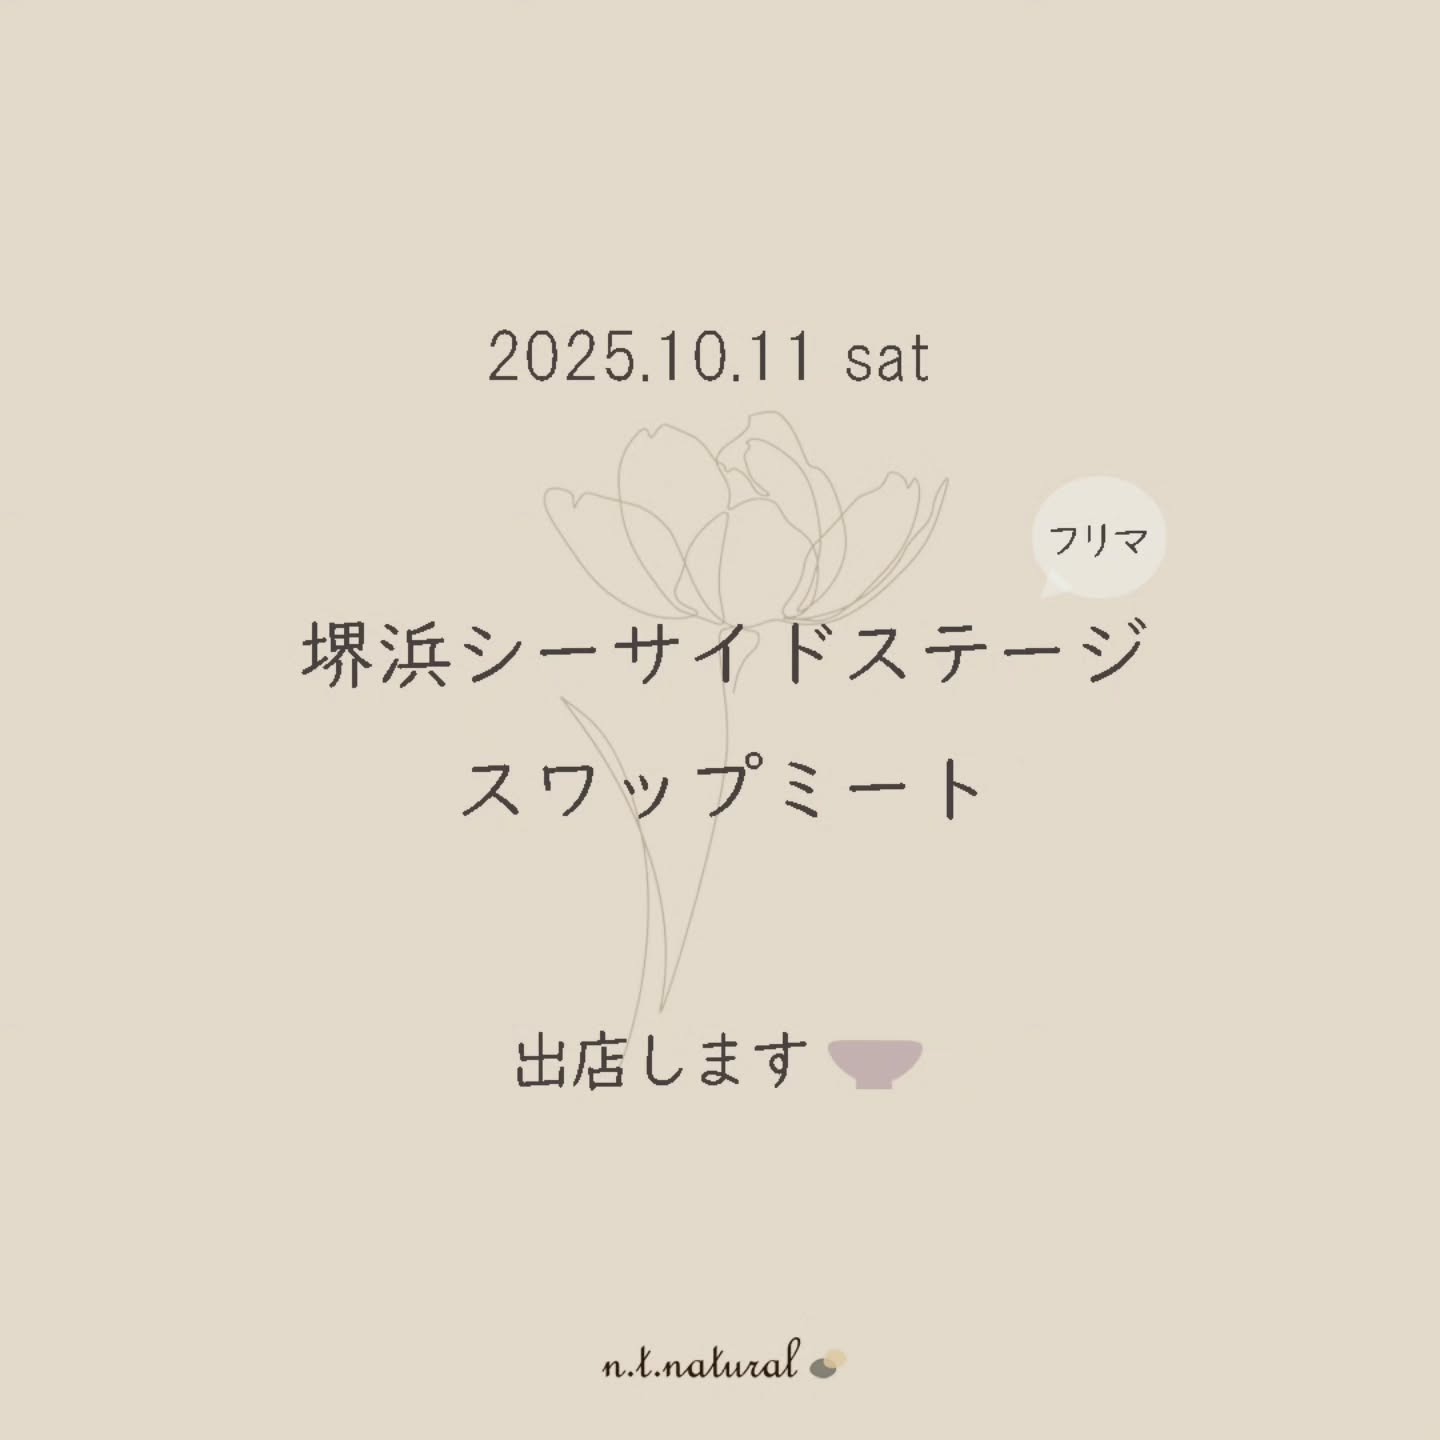 2025.10.11 sat
フリマ
堺浜シーサイドステージ
スワップミート
出店します
n.t.natural